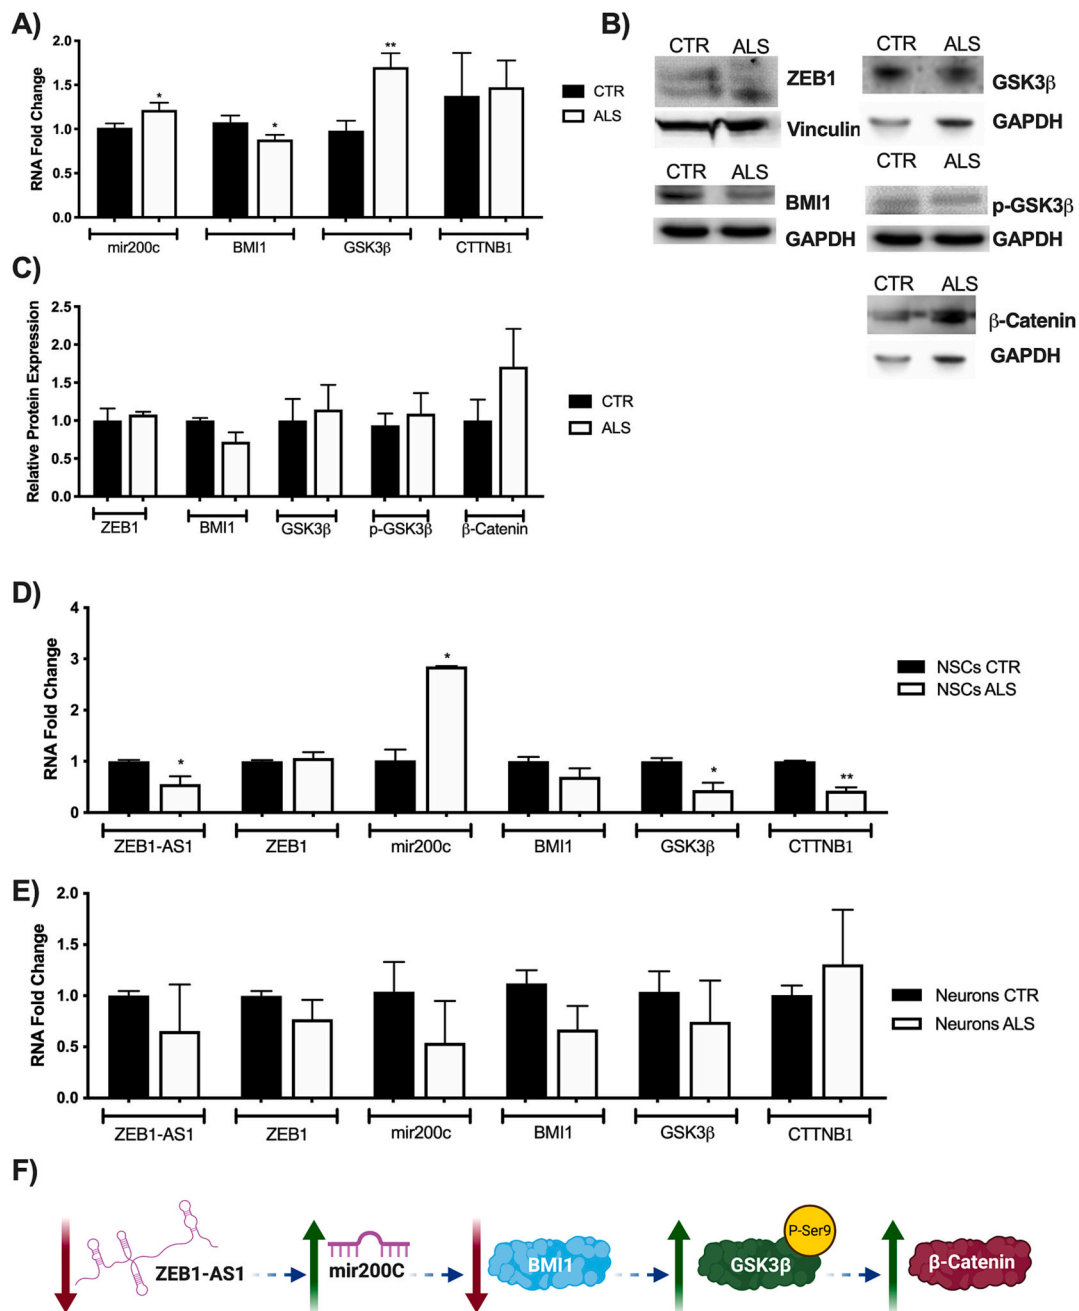 A)
2.0
1.5
1.0
0.5
0.0
RNA Fold Change
*
*
**
CTR
ALS
mir200c BMI1 GSK3β CTTNB1
B)
CTR ALS
ZEB1
Vinculin
CTR ALS
BMI1
GAPDH
CTR ALS
GSK3β
GAPDH
CTR ALS
p-GSK3β
GAPDH
CTR ALS
β-Catenin
GAPDH
C)
2.5
2.0
1.5
1.0
0.5
0.0
Relative Protein Expression
CTR
ALS
ZEB1 BMI1 GSK3β p-GSK3β β-Catenin
D)
4
3
2
1
0
RNA Fold Change
*
*
*
**
NSCs CTR
NSCs ALS
ZEB1-AS1 ZEB1 mir200c BMI1 GSK3β CTTNB1
E)
2.0
1.5
1.0
0.5
0.0
RNA Fold Change
Neurons CTR
Neurons ALS
ZEB1-AS1 ZEB1 mir200c BMI1 GSK3β CTTNB1
F)
P-Ser9
ZEB1-AS1 mir200C BMI1 GSK3β β-Catenin